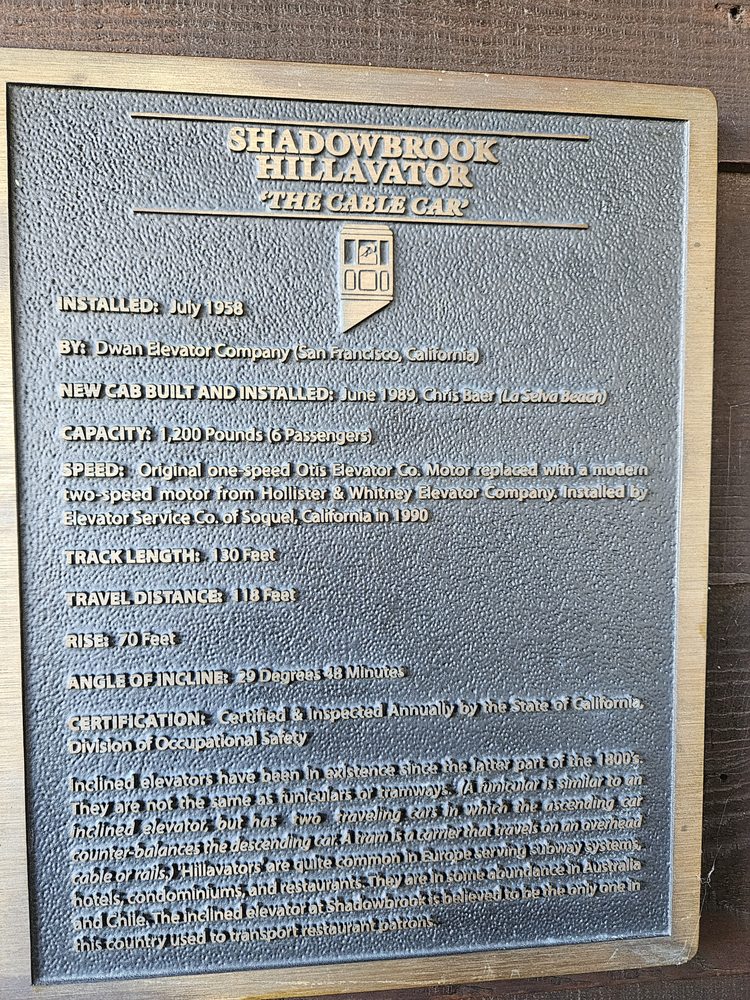 SHADOWBROOK
HILLAVATOR
'THE CABLE CAR'
INSTALLED: July 1958
BY: Dwan Elevator Company (San Francisco, California)
NEW CAB BUILT AND INSTALLED: June 1989, Chris Baer (La Selva Beach)
CAPACITY: 1,200 Pounds (6 Passengers)
SPEED: Original one-speed Otis Elevator Co. Motor replaced with a modern
two-speed motor from Hollister & Whitney Elevator Company. Installed by
Elevator Service Co. of Soquel, California in 1990
TRACK LENGTH: 130 Feet
TRAVEL DISTANCE: 118 Feet
RISE: 70 Feet
ANGLE OF INCLINE: 29 Degrees 48 Minutes
CERTIFICATION: Certified & Inspected Annually by the State of California,
Division of Occupational Safety
Inclined elevators have been in existence since the latter part of the 1800's.
They are not the same as funiculars or tramways. (A funicular is similar to an
inclined elevator, but has two traveling cars in which the ascending car
counter-balances the descending car. A tram is a carrier that travels on an overhead
cable or rails.) 'Hillavators' are quite common in Europe serving subway systems,
hotels, condominiums, and restaurants. They are in some abundance in Australia
and Chile. The inclined elevator at Shadowbrook is believed to be the only one in
this country used to transport restaurant patrons.